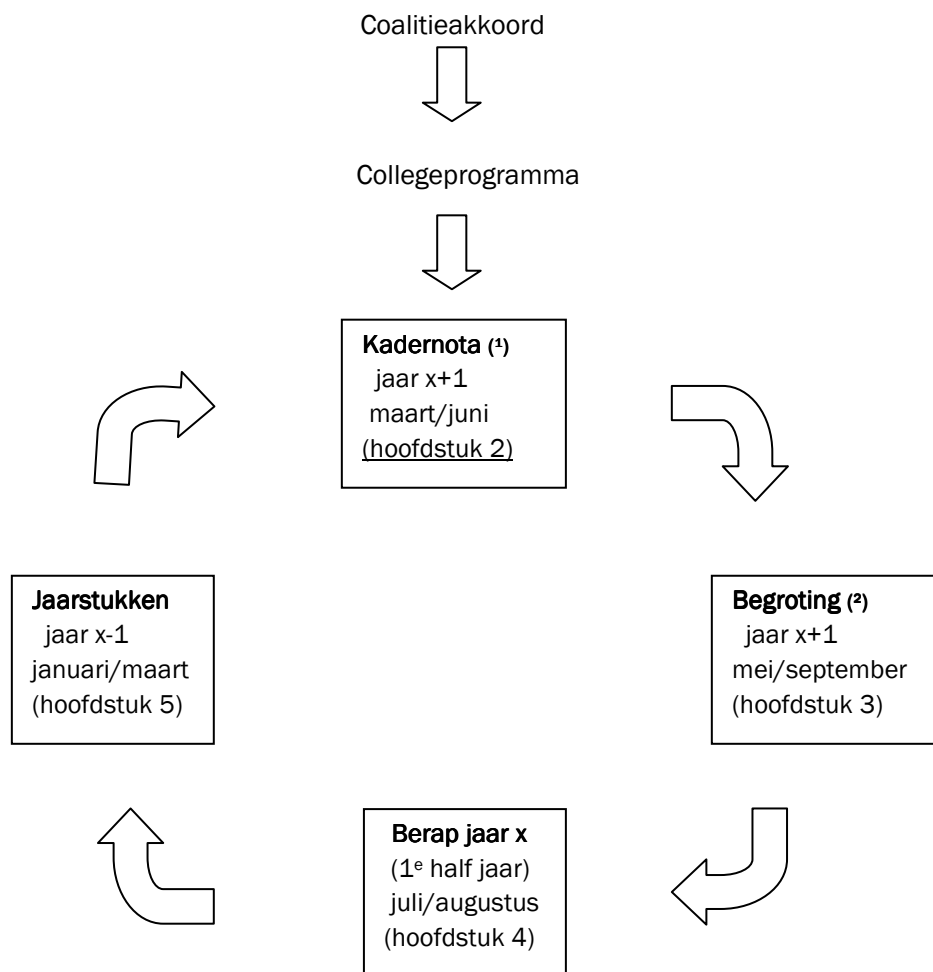 Coalitieakkoord
Collegeprogramma
Kadernota (¹)
jaar x+1
maart/juni
(hoofdstuk 2)
Jaarstukken
jaar x-1
januari/maart
(hoofdstuk 5)
Begroting (²)
jaar x+1
mei/september
(hoofdstuk 3)
Berap jaar x
(1ᵉ half jaar)
juli/augustus
(hoofdstuk 4)